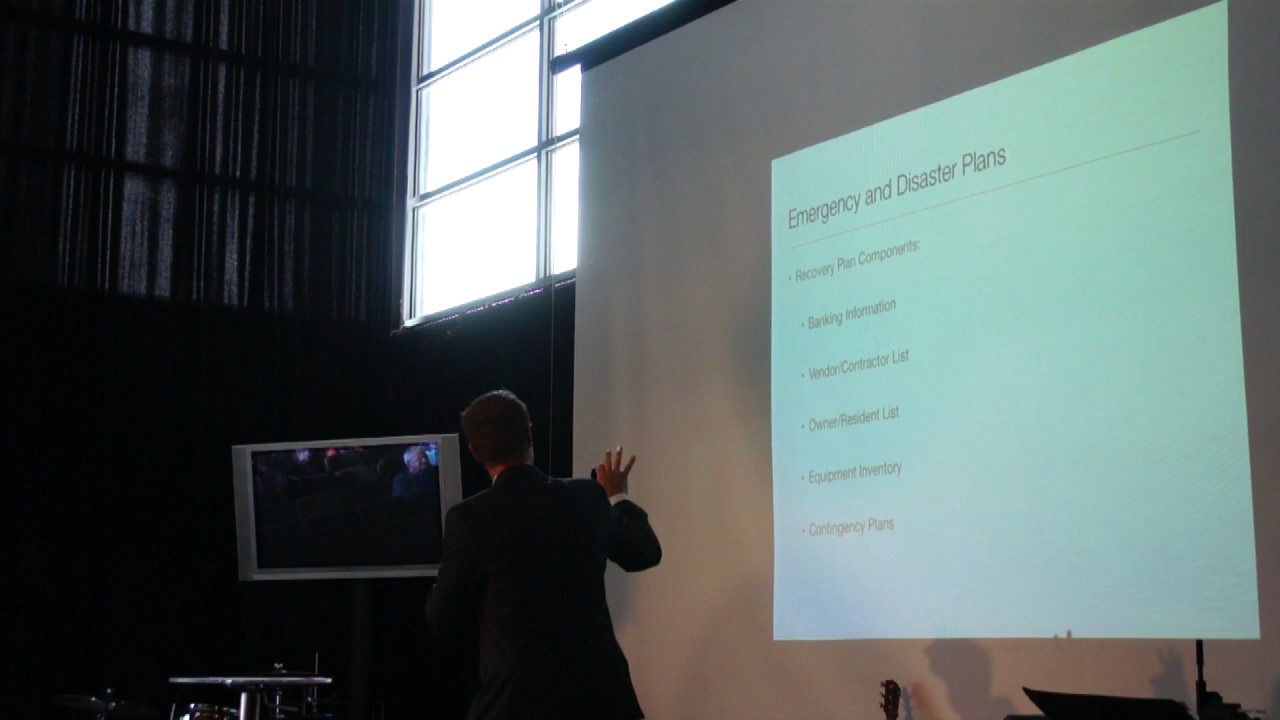 Emergency and Disaster Plans
• Recovery Plan Components:
• Banking Information
• Vendor/Contractor List
• Owner/Resident List
• Equipment Inventory
• Contingency Plans